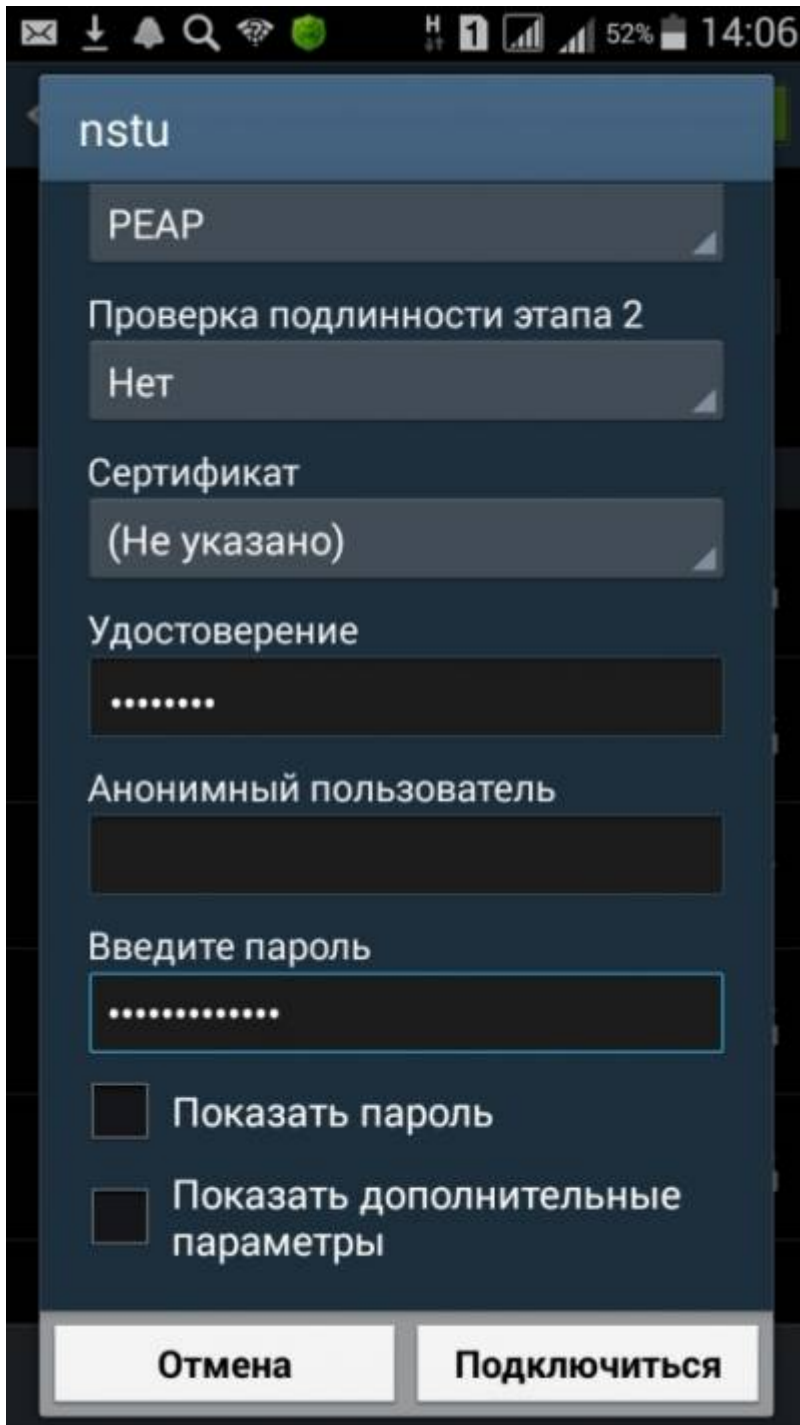 52% 14:06
nstu
PEAP
Проверка подлинности этапа 2
Нет
Сертификат
(Не указано)
Удостоверение
••••••••
Анонимный пользователь
Введите пароль
•••••••••••••
Показать пароль
Показать дополнительные
параметры
Отмена Подключиться